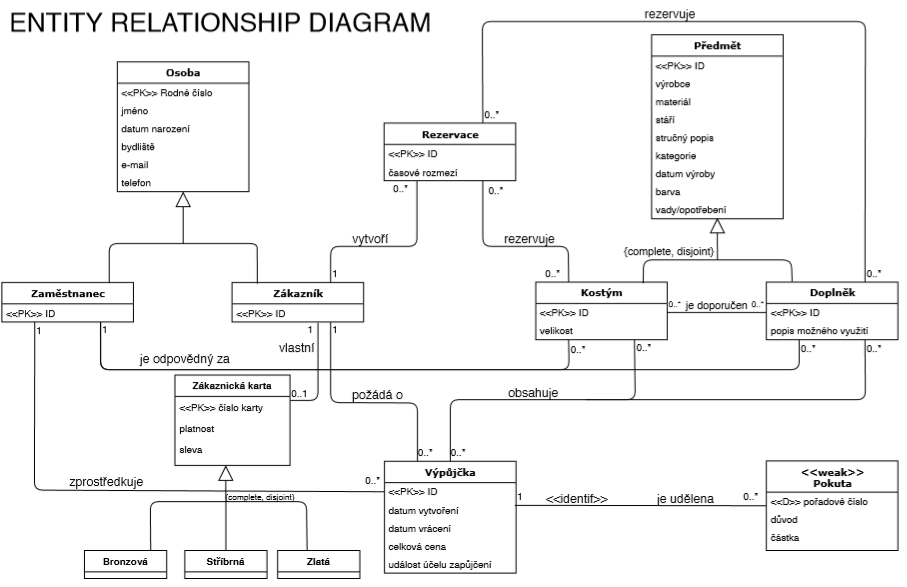 ENTITY RELATIONSHIP DIAGRAM
rezervuje
Osoba
<<PK>> Rodné číslo
jméno
datum narození
bydliště
e-mail
telefon
Předmět
<<PK>> ID
výrobce
materiál
stáří
stručný popis
kategorie
datum výroby
barva
vady/opotřebení
0..*
Rezervace
<<PK>> ID
časové rozmezí
0..*
0..*
vytvoří
rezervuje
{complete, disjoint}
1
0..*
0..*
Zaměstnanec
<<PK>> ID
Zákazník
<<PK>> ID
Kostým
<<PK>> ID
velikost
0..* je doporučen 0..*
Doplněk
<<PK>> ID
popis možného využití
1
1
1
1
vlastní
0..*
0..*
0..*
0..*
je odpovědný za
Zákaznická karta
<<PK>> číslo karty
platnost
sleva
0..1
požádá o
obsahuje
0..*
0..*
Výpůjčka
<<PK>> ID
datum vytvoření
datum vrácení
celková cena
událost účelu zapůjčení
zprostředkuje
0..*
{complete, disjoint}
1
<<identif>>
je udělena
0..*
<<weak>>
Pokuta
<<D>> pořadové číslo
důvod
částka
Bronzová
Stříbrná
Zlatá